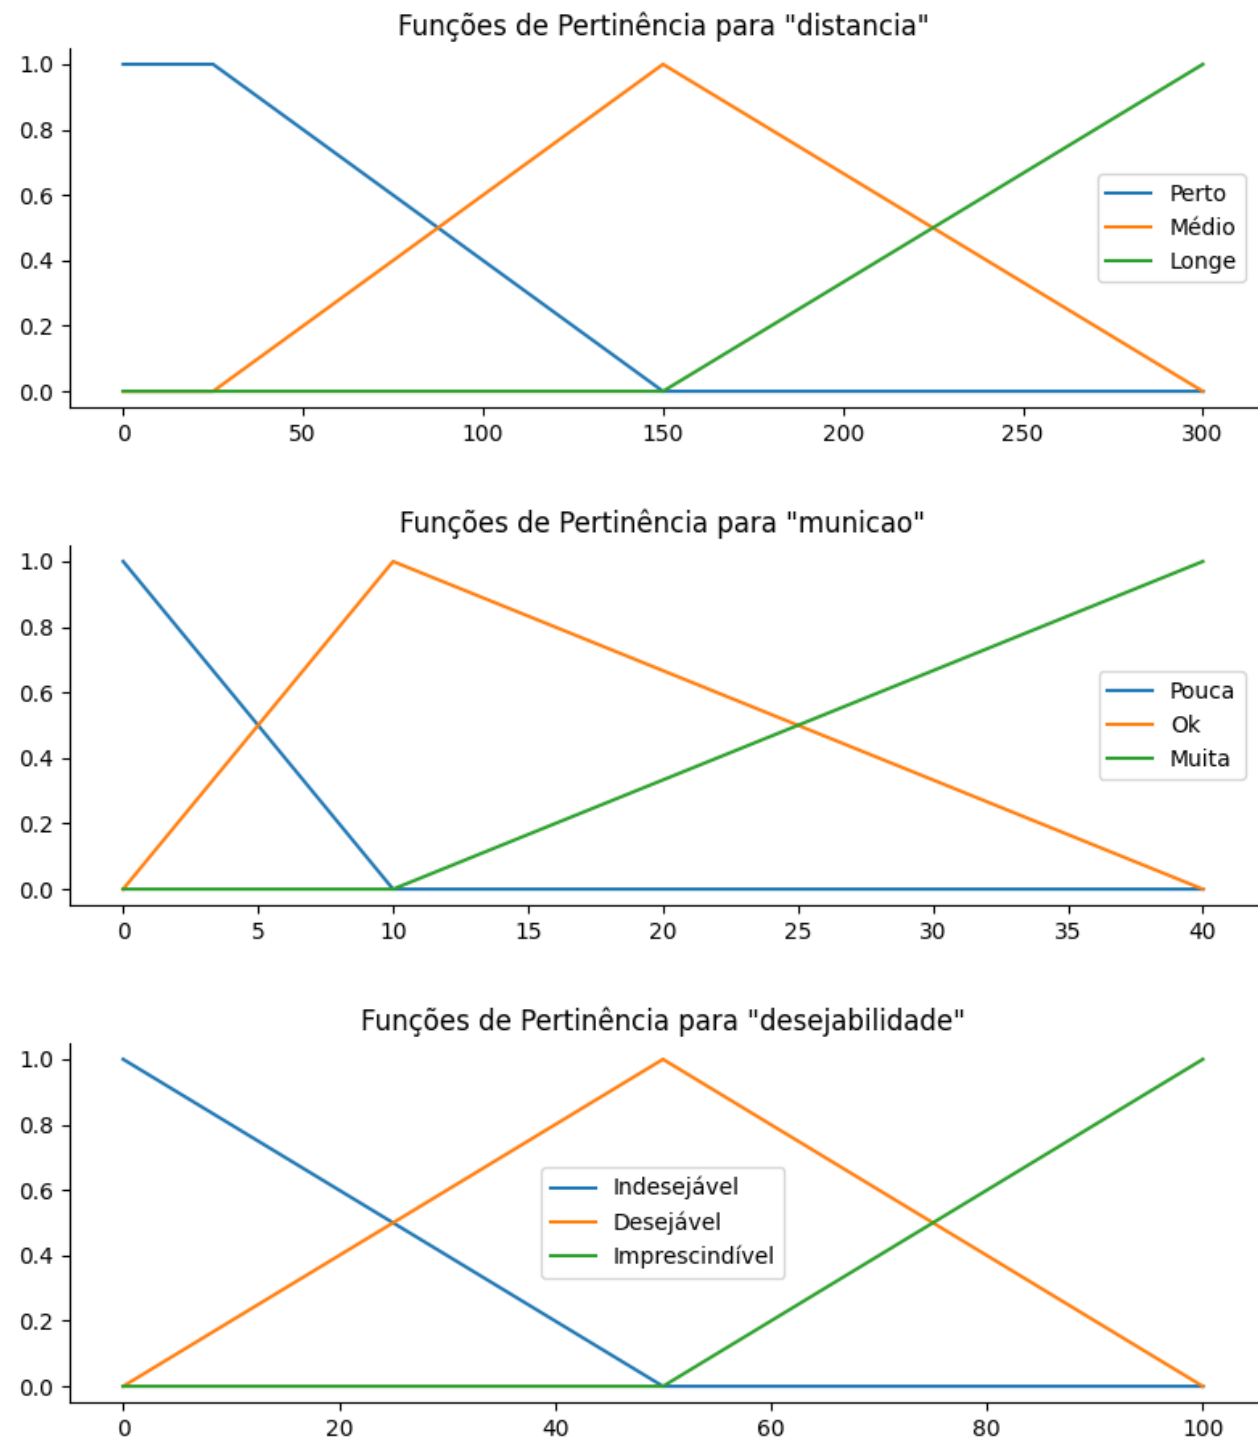 Funções de Pertinência para "distancia"
1.0
0.8
0.6
0.4
0.2
0.0
Perto
Médio
Longe
0 50 100 150 200 250 300
Funções de Pertinência para "municao"
1.0
0.8
0.6
0.4
0.2
0.0
Pouca
Ok
Muita
0 5 10 15 20 25 30 35 40
Funções de Pertinência para "desejabilidade"
1.0
0.8
0.6
0.4
0.2
0.0
Indesejável
Desejável
Imprescindível
0 20 40 60 80 100